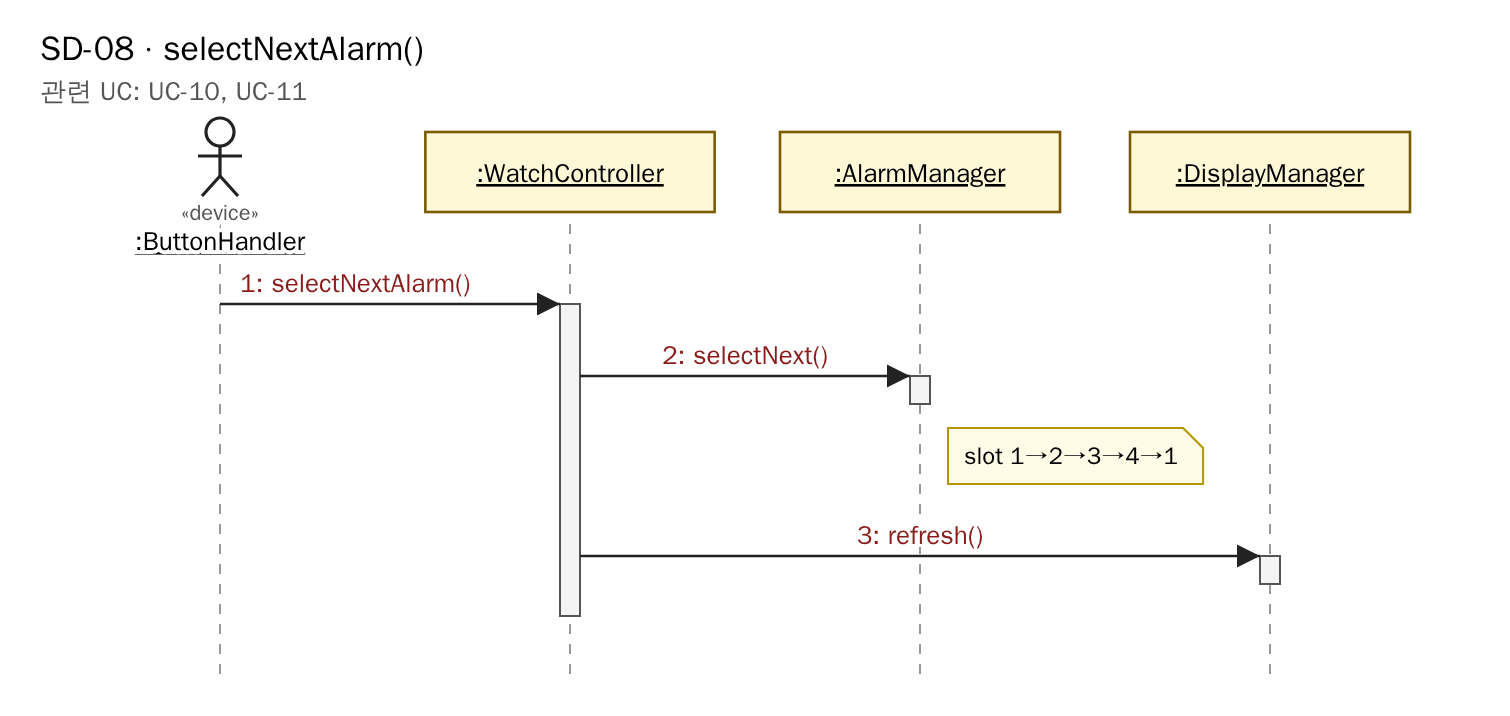 SD-08 · selectNextAlarm()
관련 UC: UC-10, UC-11
«device»
:ButtonHandler
:WatchController
:AlarmManager
:DisplayManager
1: selectNextAlarm()
2: selectNext()
slot 1→2→3→4→1
3: refresh()